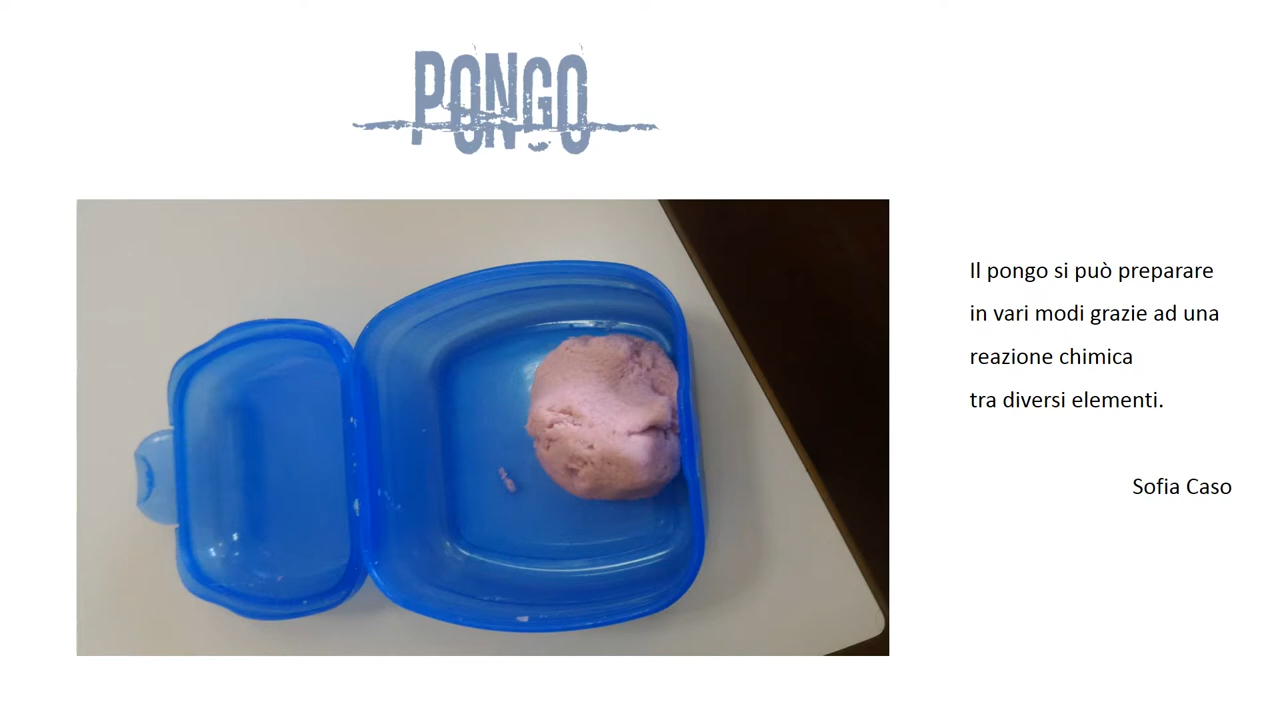 PONGO
Il pongo si può preparare
in vari modi grazie ad una
reazione chimica
tra diversi elementi.
Sofia Caso